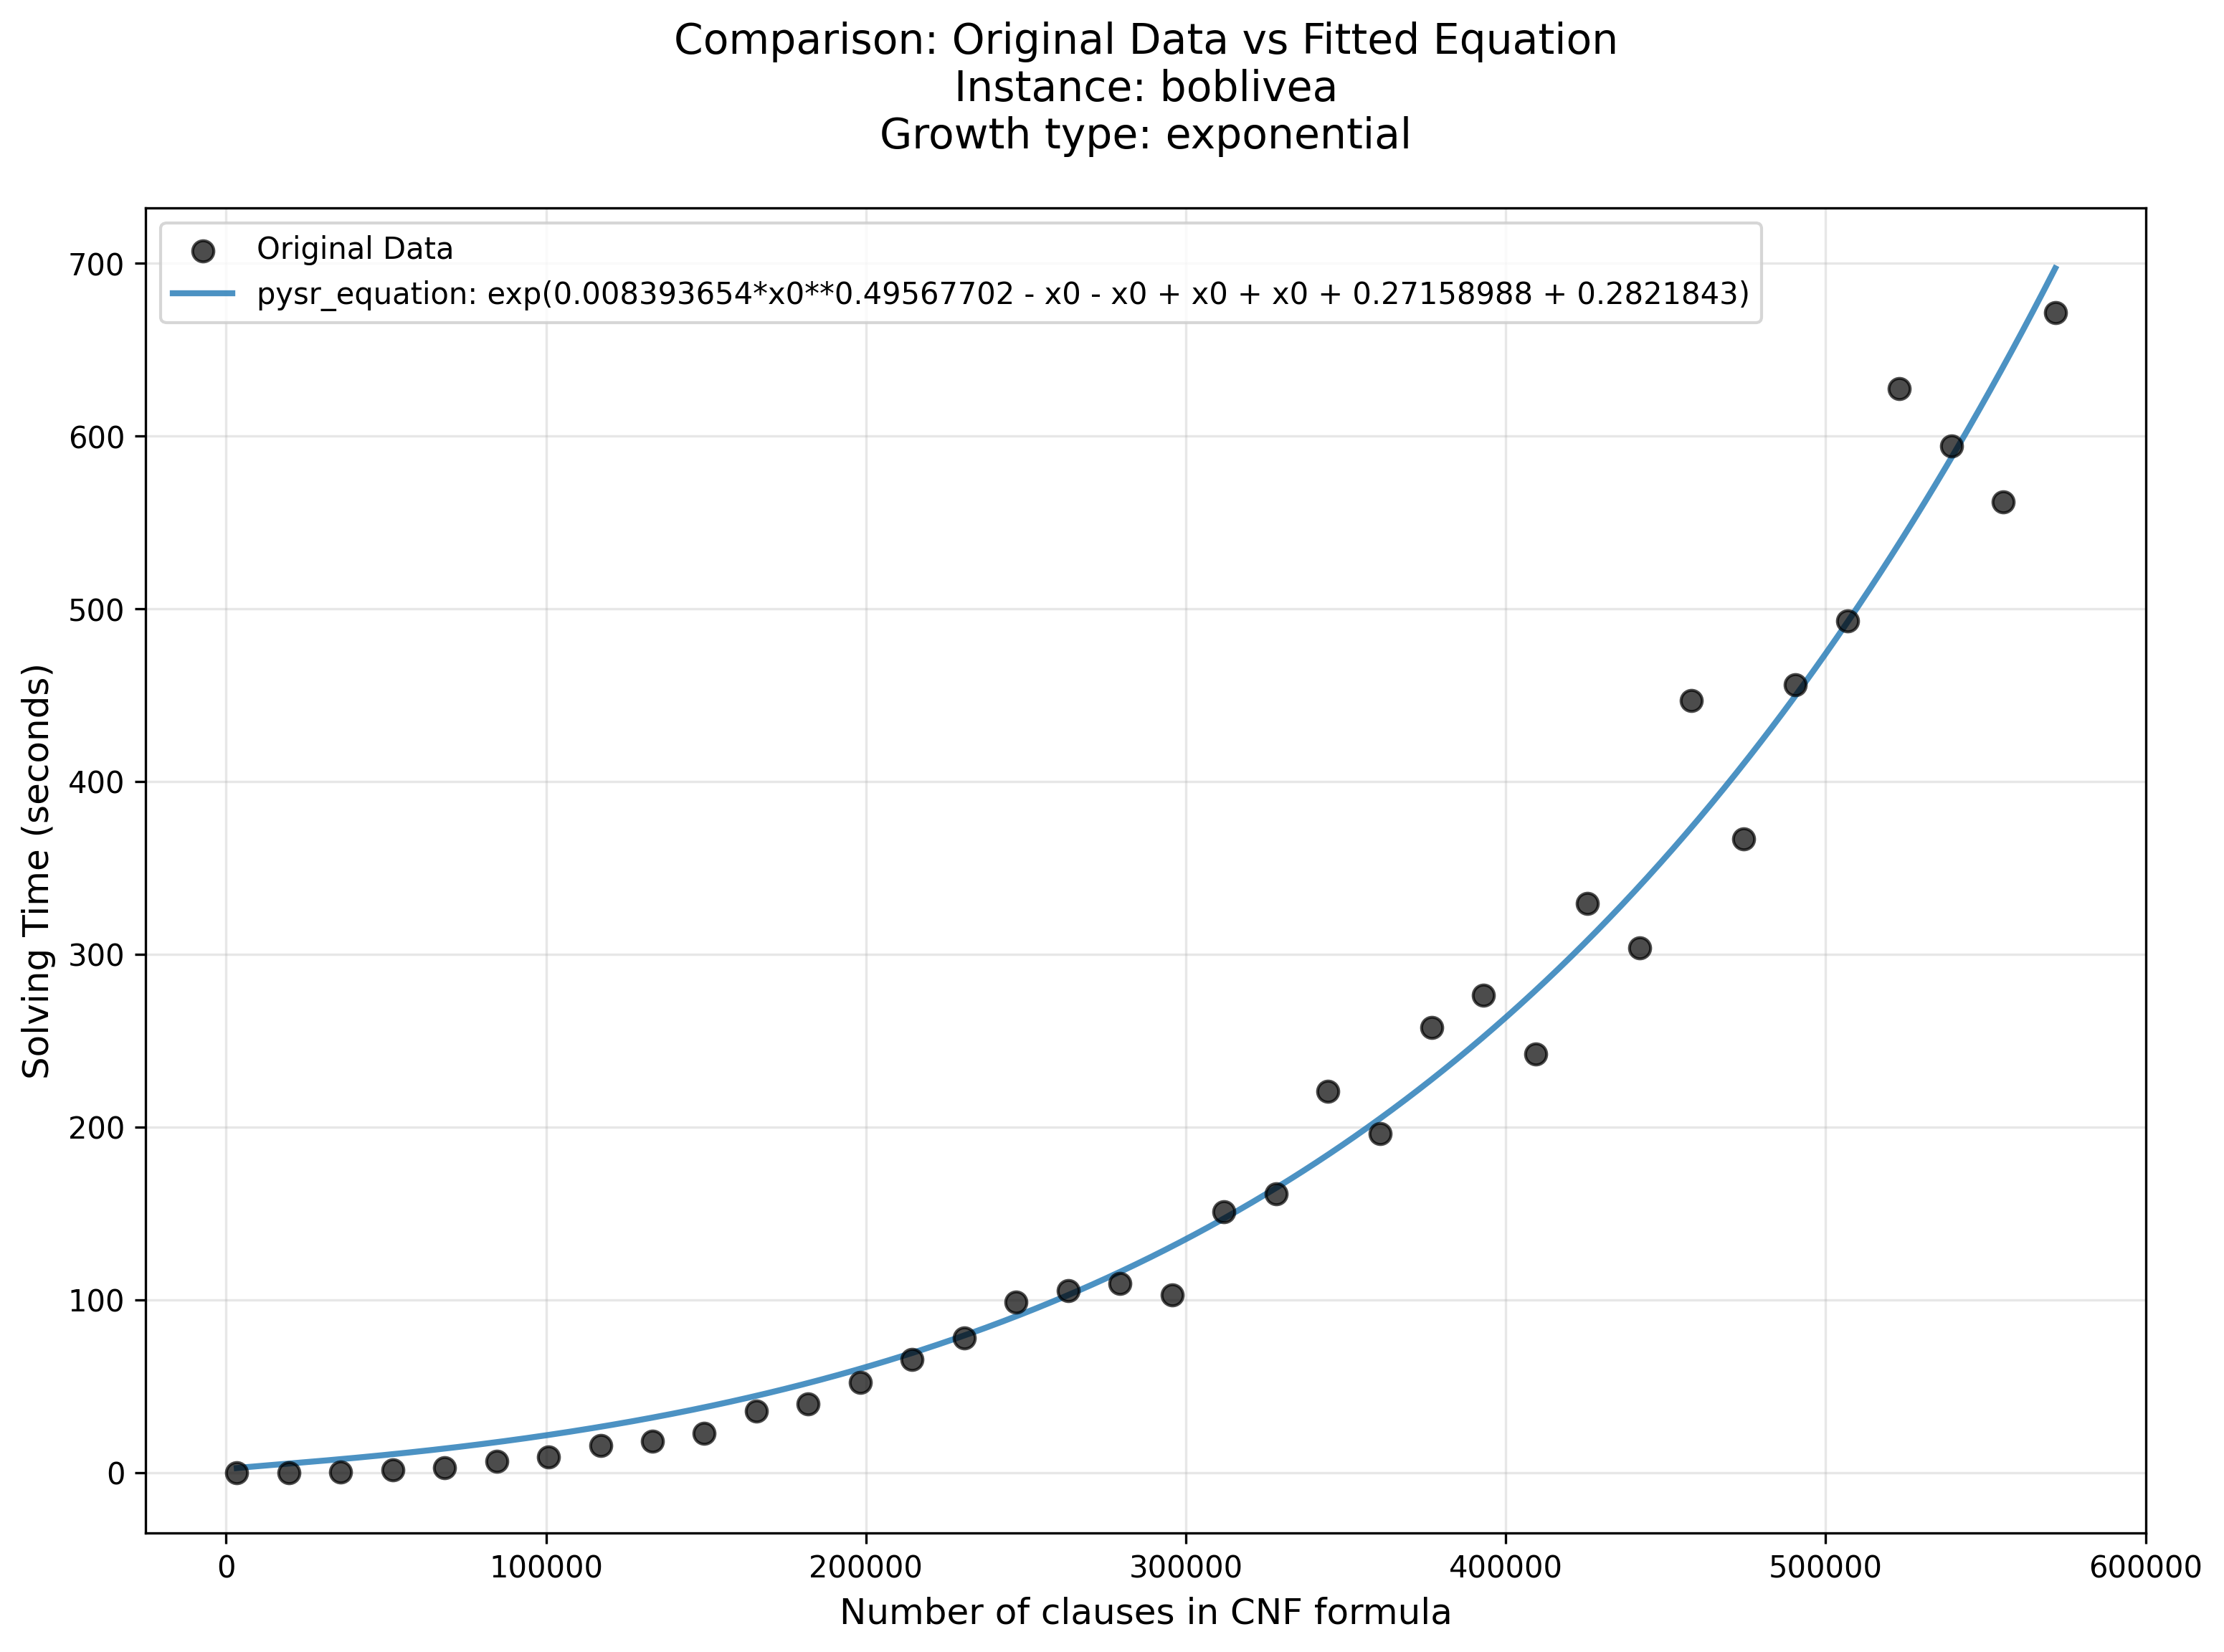 Comparison: Original Data vs Fitted Equation
Instance: boblivea
Growth type: exponential
Original Data
pysr_equation: exp(0.008393654*x0**0.49567702 - x0 - x0 + x0 + x0 + 0.27158988 + 0.2821843)
700
600
500
400
300
200
100
0
Solving Time (seconds)
0 100000 200000 300000 400000 500000 600000
Number of clauses in CNF formula